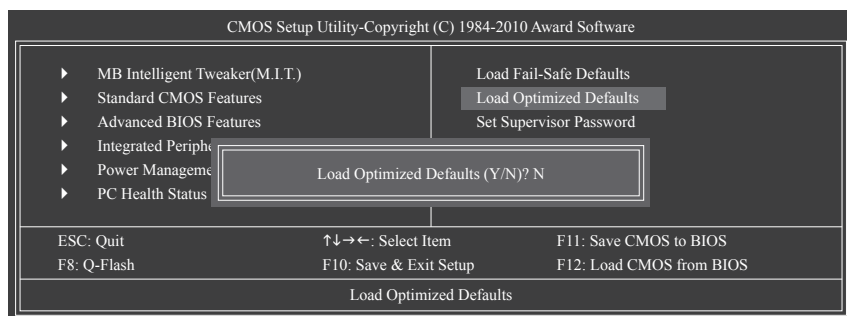 CMOS Setup Utility-Copyright (C) 1984-2010 Award Software
MB Intelligent Tweaker(M.I.T.)
Standard CMOS Features
Advanced BIOS Features
Integrated
Power
PC Health Status
Load Fail-Safe Defaults
Load Optimized Defaults
Set Supervisor Password
Load Optimized Defaults (Y/N)? N
ESC: Quit
↑↓→←: Select Item
F11: Save CMOS to BIOS
F8: Q-Flash
F10: Save & Exit Setup
F12: Load CMOS from BIOS
Load Optimized Defaults